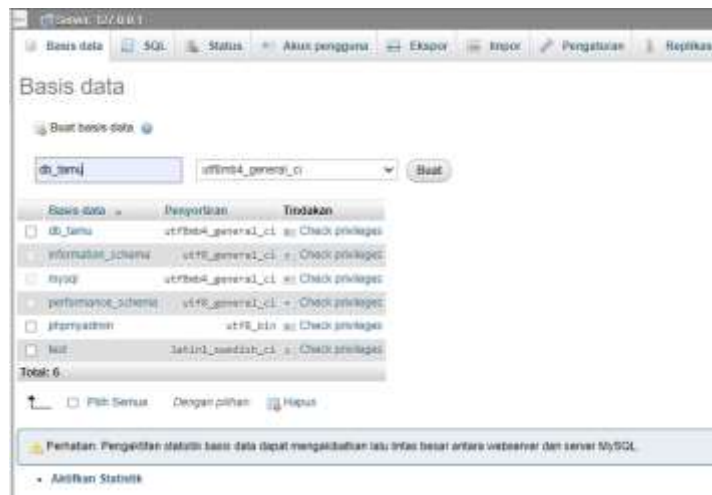 Server: 127.0.0.1
Basis data SQL Status Akun pengguna Ekspor Impor Pengaturan Replikas
Basis data
Buat basis data
db_tamu utf8mb4_general_ci Buat
Basis data Penyortiran Tindakan
db_tamu utf8mb4_general_ci Check privileges
information_schema utf8_general_ci Check privileges
mysql utf8mb4_general_ci Check privileges
performance_schema utf8_general_ci Check privileges
phpmyadmin utf8_bin Check privileges
test latin1_swedish_ci Check privileges
Total: 6
Pilih Semua Dengan pilihan Hapus
Perhatian: Pengaktifan statistik basis data dapat mengakibatkan lalu lintas besar antara webserver dan server MySQL.
Aktifkan Statistik